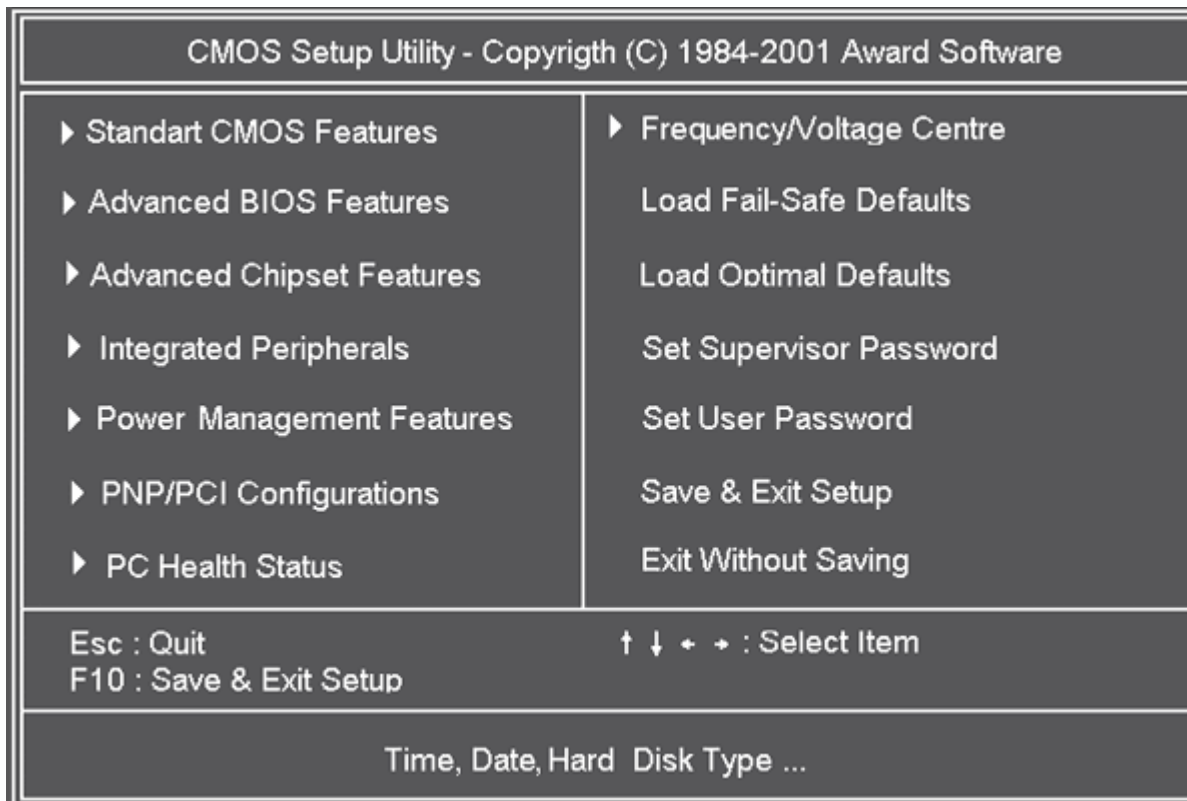 CMOS Setup Utility - Copyrigth (C) 1984-2001 Award Software
Standart CMOS Features
Advanced BIOS Features
Advanced Chipset Features
Integrated Peripherals
Power Management Features
PNP/PCI Configurations
PC Health Status
Frequency/Voltage Centre
Load Fail-Safe Defaults
Load Optimal Defaults
Set Supervisor Password
Set User Password
Save & Exit Setup
Exit Without Saving
Esc : Quit
F10 : Save & Exit Setup
↑ ↓ ← → : Select Item
Time, Date, Hard Disk Type ...